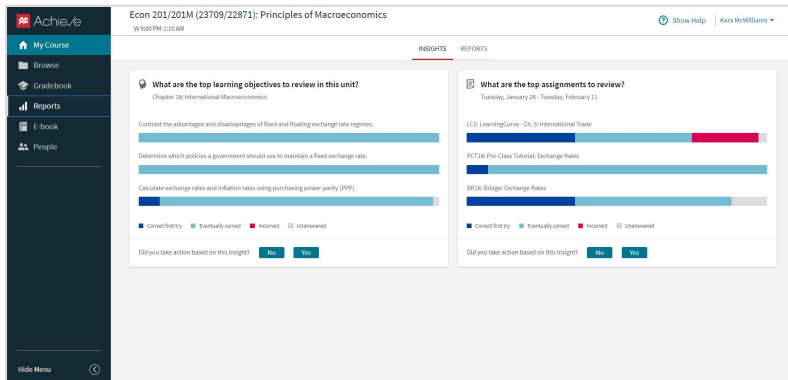 Achieve
Econ 201/201M (23709/22871): Principles of Macroeconomics
W 9:00 PM-1:10 AM
Show Help
Kara McWilliams
My Course
Browse
Gradebook
Reports
E-book
People
Hide Menu
INSIGHTS REPORTS
What are the top learning objectives to review in this unit?
Chapter 18: International Macroeconomics
Contrast the advantages and disadvantages of fixed and floating exchange rate regimes.
Determine which policies a government should use to maintain a fixed exchange rate.
Calculate exchange rates and inflation rates using purchasing power parity (PPP).
Correct first try Eventually correct Incorrect Unanswered
Did you take action based on this insight? No Yes
What are the top assignments to review?
Tuesday, January 28 - Tuesday, February 11
LC5: LearningCurve - Ch. 5: International Trade
PCT18: Pre-Class Tutorial: Exchange Rates
BR18: Bridge: Exchange Rates
Correct first try Eventually correct Incorrect Unanswered
Did you take action based on this insight? No Yes